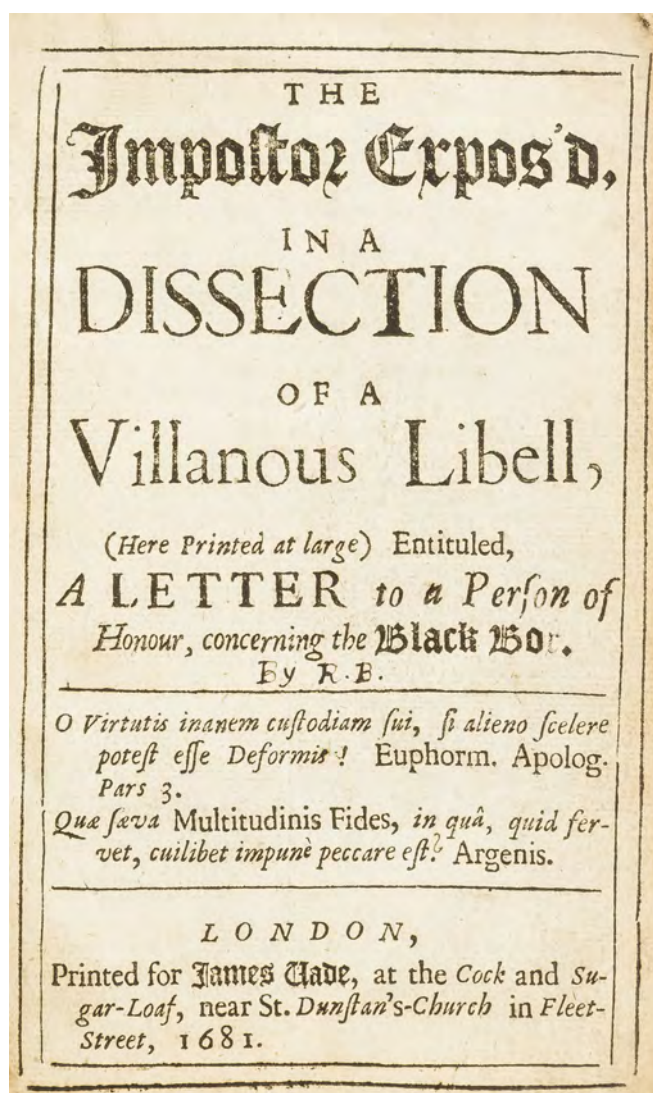 THE
Impoſtor Expos'd,
IN A
DISSECTION
OF A
Villanous Libell,
(Here Printed at large) Entituled,
A LETTER to a Perſon of
Honour, concerning the Black Box.
By R.B.
O Virtutis inanem cuſtodiam ſui, ſi alieno ſcelere
poteſt eſſe Deformis! Euphorm. Apolog.
Pars 3.
Quæ ſæva Multitudinis Fides, in quâ, quid fer-
vet, cuilibet impunè peccare eſt? Argenis.
LONDON,
Printed for James Vade, at the Cock and Su-
gar-Loaf, near St. Dunſtan's-Church in Fleet-
Street, 1681.